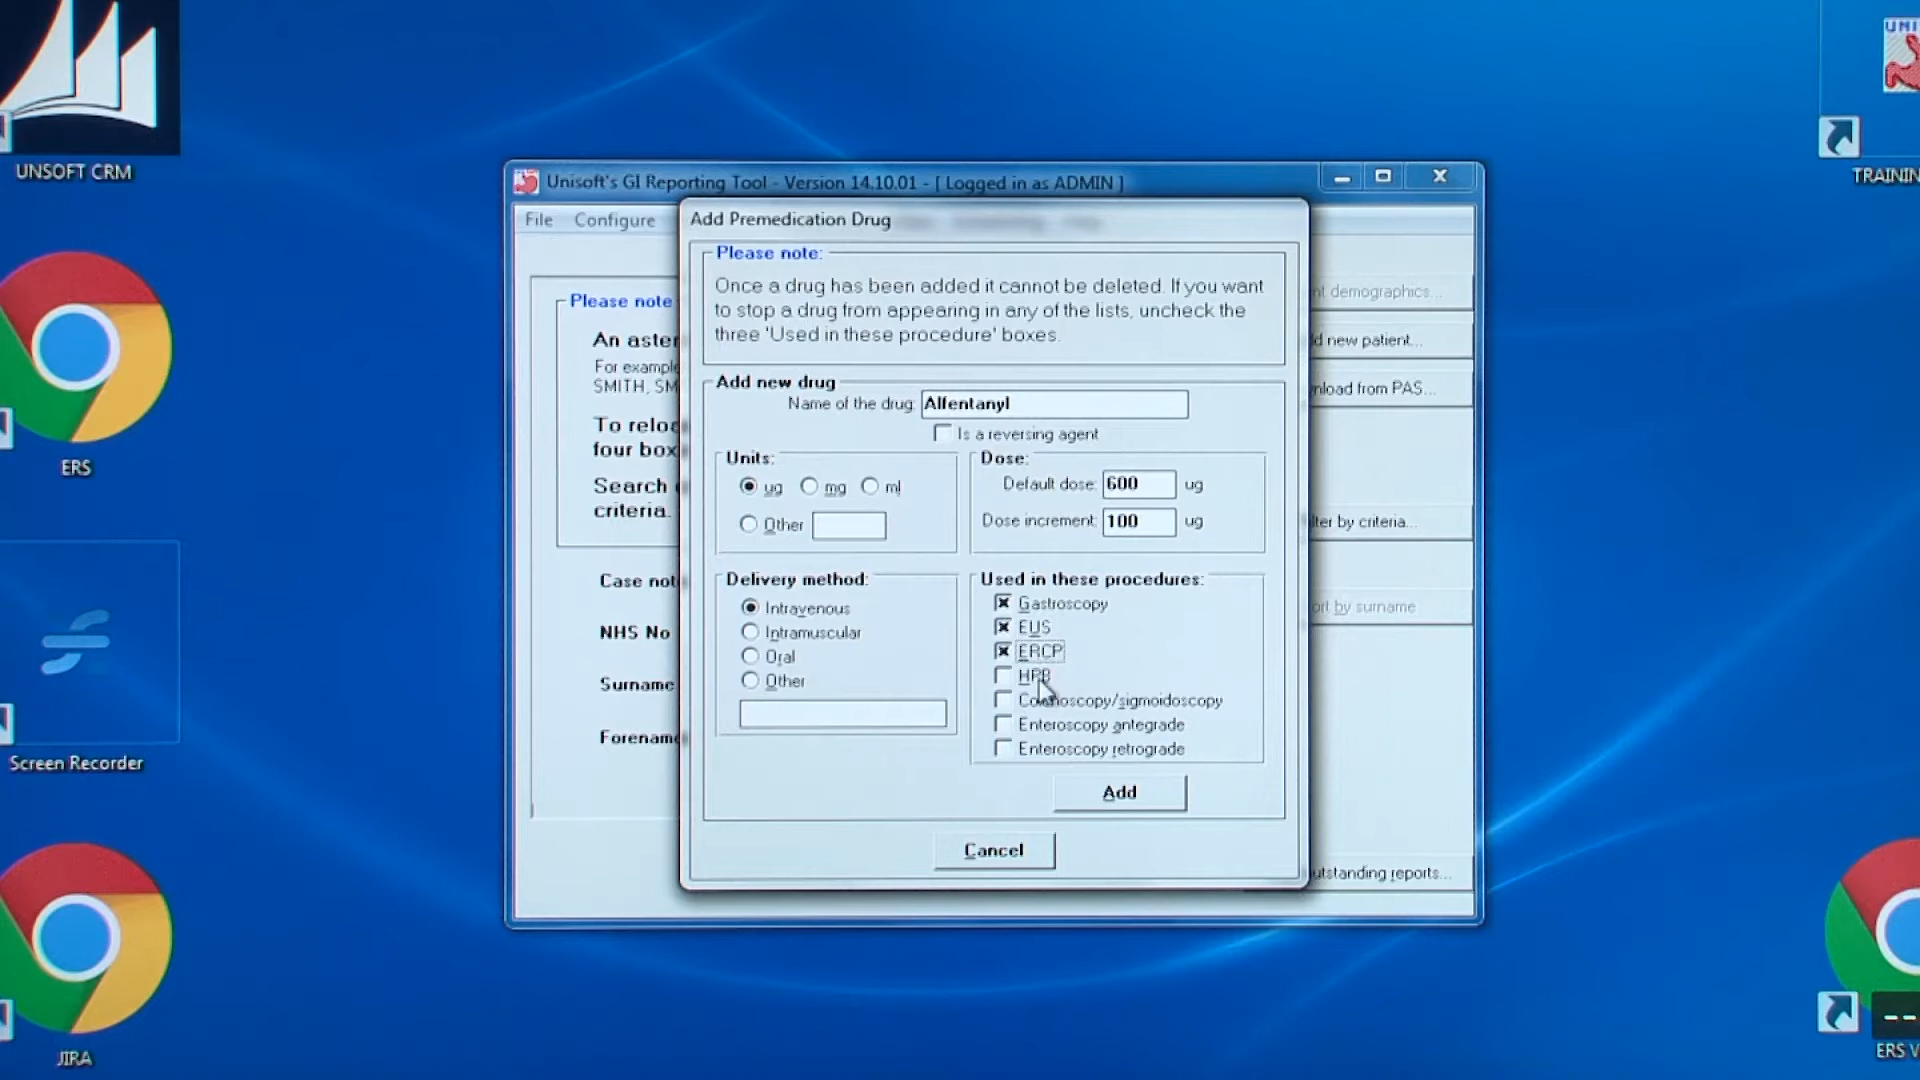 UNSOFT CRM
ERS
Screen Recorder
JIRA
UNI
TRAININ
ERS V
Unisoft's GI Reporting Tool - Version 14.10.01 - [ Logged in as ADMIN ]
File Configure
Please note
An aster
For example
SMITH, SM
To reloc
four box
Search
criteria.
Case not
NHS No
Surname
Forename
Add Premedication Drug
Please note:
Once a drug has been added it cannot be deleted. If you want
to stop a drug from appearing in any of the lists, uncheck the
three 'Used in these procedure' boxes.
Add new drug
Name of the drug: Alfentanyl
Is a reversing agent
Units:
ug mg ml
Other
Dose:
Default dose: 600 ug
Dose increment: 100 ug
Delivery method:
Intravenous
Intramuscular
Oral
Other
Used in these procedures:
Gastroscopy
EUS
ERCP
HPB
Colonoscopy/sigmoidoscopy
Enteroscopy antegrade
Enteroscopy retrograde
Add
Cancel
nt demographics...
d new patient...
nload from PAS...
lter by criteria...
ort by surname
utstanding reports...